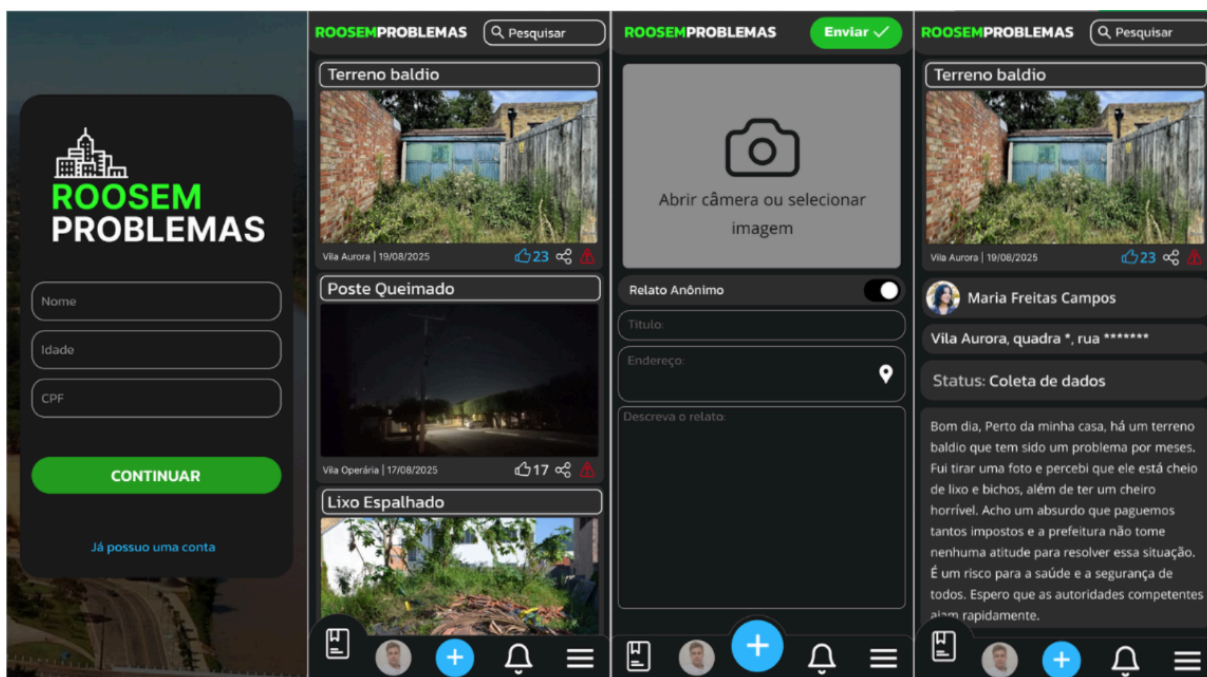 ROOSEM
PROBLEMAS
Nome
Idade
CPF
CONTINUAR
Já possuo uma conta
ROOSEMPROBLEMAS
Pesquisar
Terreno baldio
Vila Aurora | 19/08/2025
23
Poste Queimado
Vila Operária | 17/08/2025
17
Lixo Espalhado
ROOSEMPROBLEMAS
Enviar
Abrir câmera ou selecionar
imagem
Relato Anônimo
Titulo:
Endereço:
Descreva o relato:
ROOSEMPROBLEMAS
Pesquisar
Terreno baldio
Vila Aurora | 19/08/2025
23
Maria Freitas Campos
Vila Aurora, quadra *, rua *******
Status: Coleta de dados
Bom dia, Perto da minha casa, há um terreno
baldio que tem sido um problema por meses.
Fui tirar uma foto e percebi que ele está cheio
de lixo e bichos, além de ter um cheiro
horrível. Acho um absurdo que paguemos
tantos impostos e a prefeitura não tome
nenhuma atitude para resolver essa situação.
É um risco para a saúde e a segurança de
todos. Espero que as autoridades competentes
ajam rapidamente.